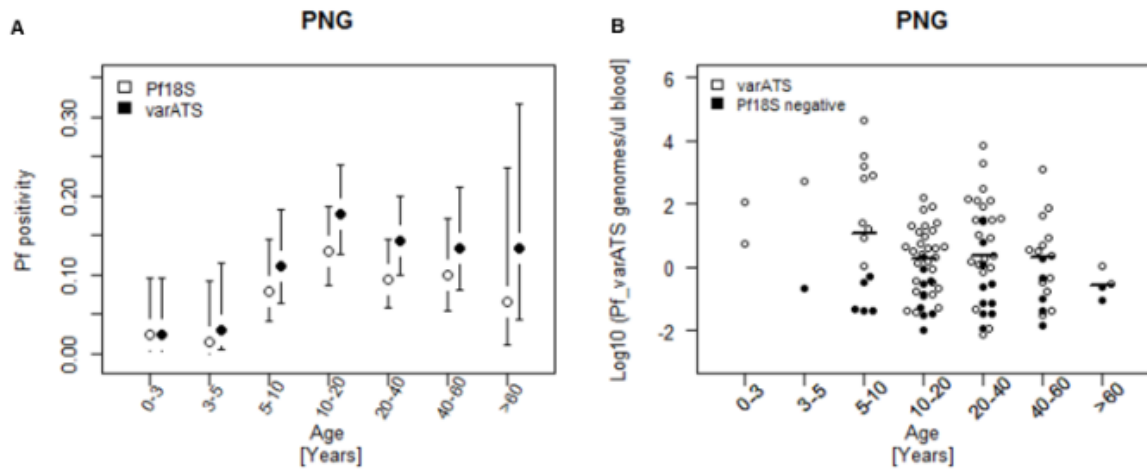 A
PNG
Pf18S
varATS
Pf positivity
0.30
0.20
0.10
0.00
0-3
3-5
5-10
10-20
20-40
40-60
>60
Age
[Years]
B
PNG
varATS
Pf18S negative
Log10 (Pf_varATS genomes/ul blood)
6
4
2
0
-2
0-3
3-5
5-10
10-20
20-40
40-60
>60
Age
[Years]